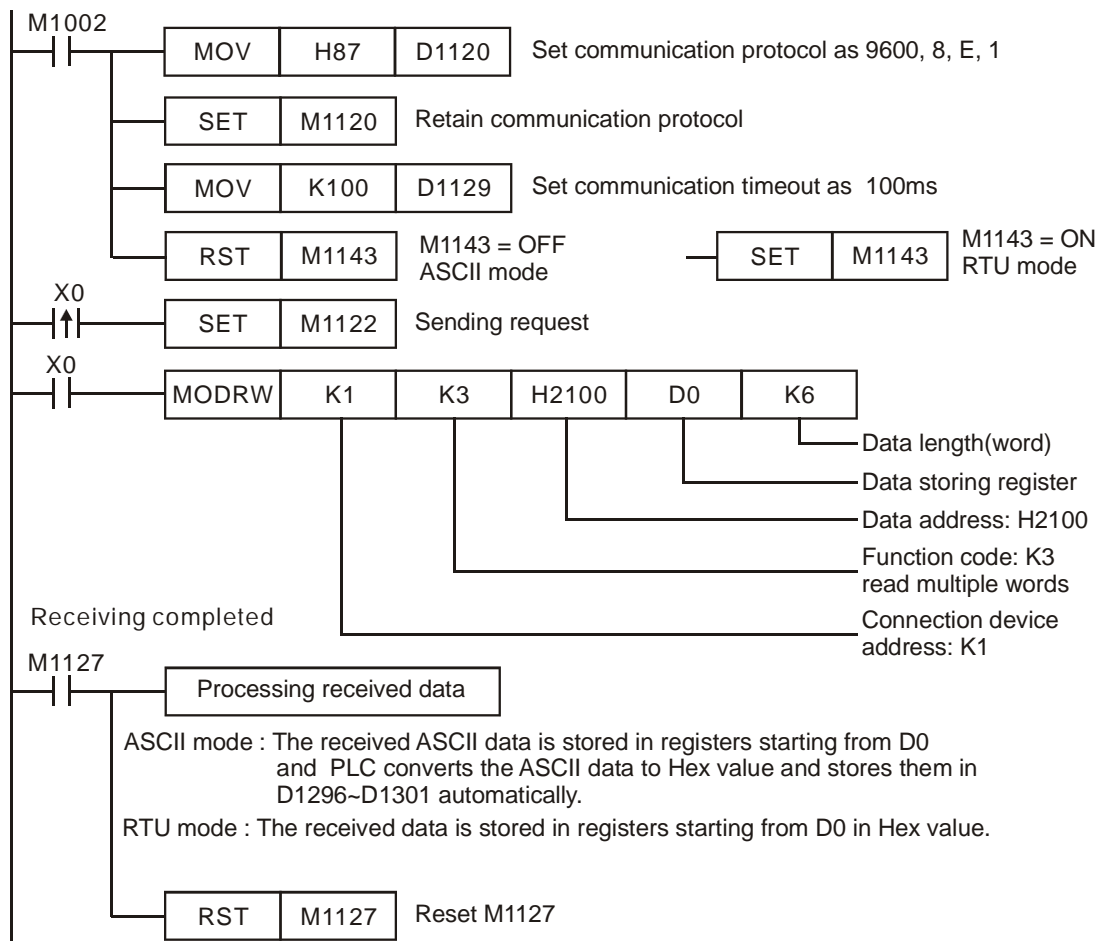 M1002
MOV H87 D1120 Set communication protocol as 9600, 8, E, 1
SET M1120 Retain communication protocol
MOV K100 D1129 Set communication timeout as 100ms
RST M1143 M1143 = OFF
ASCII mode
SET M1143 M1143 = ON
RTU mode
X0
SET M1122 Sending request
X0
MODRW K1 K3 H2100 D0 K6
Data length(word)
Data storing register
Data address: H2100
Function code: K3
read multiple words
Connection device
address: K1
Receiving completed
M1127
Processing received data
ASCII mode : The received ASCII data is stored in registers starting from D0
and PLC converts the ASCII data to Hex value and stores them in
D1296~D1301 automatically.
RTU mode : The received data is stored in registers starting from D0 in Hex value.
RST M1127 Reset M1127